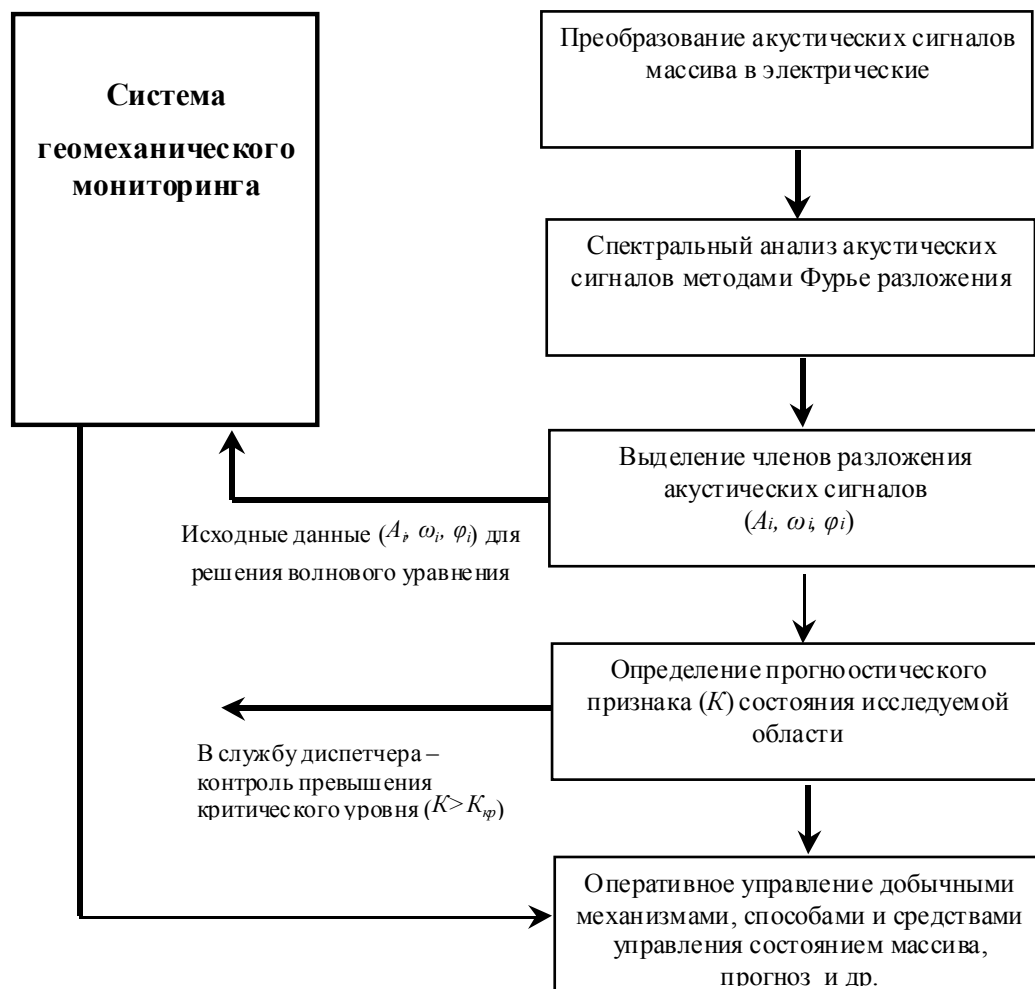 Система
геомеханического
мониторинга
Преобразование акустических сигналов
массива в электрические
Спектральный анализ акустических
сигналов методами Фурье разложения
Выделение членов разложения
акустических сигналов
(Ai, ωi, φi)
Исходные данные (Ai, ωi, φi) для
решения волнового уравнения
Определение прогноостического
признака (К) состояния исследуемой
области
В службу диспетчера –
контроль превышения
критического уровня (К> Ккр)
Оперативное управление добычными
механизмами, способами и средствами
управления состоянием массива,
прогноз и др.